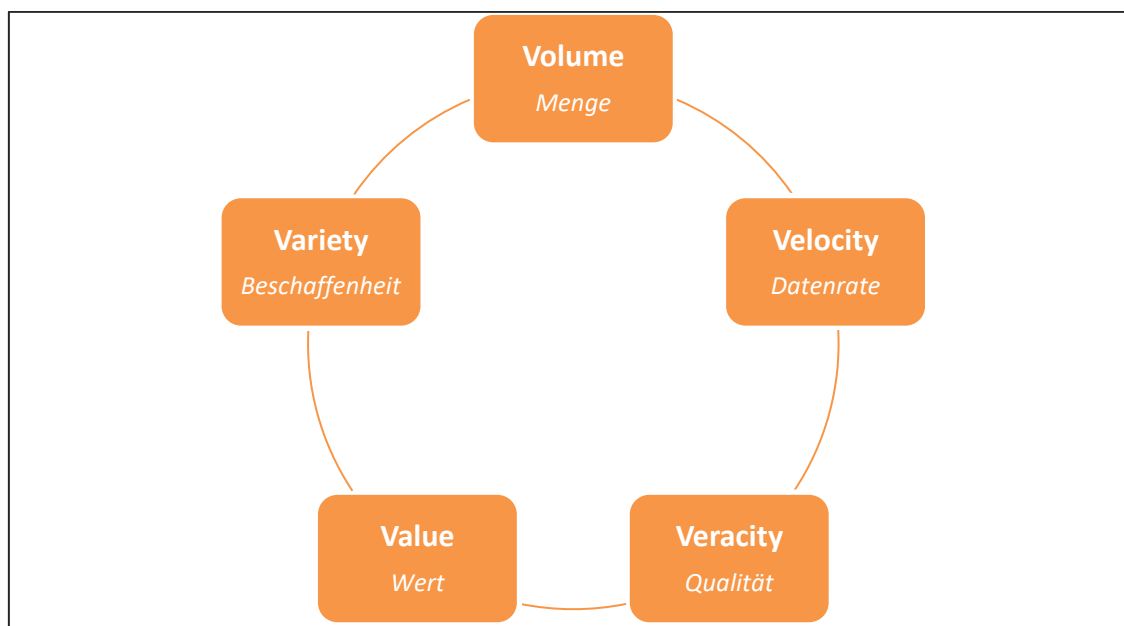 Volume
Menge
Variety
Beschaffenheit
Velocity
Datenrate
Value
Wert
Veracity
Qualität